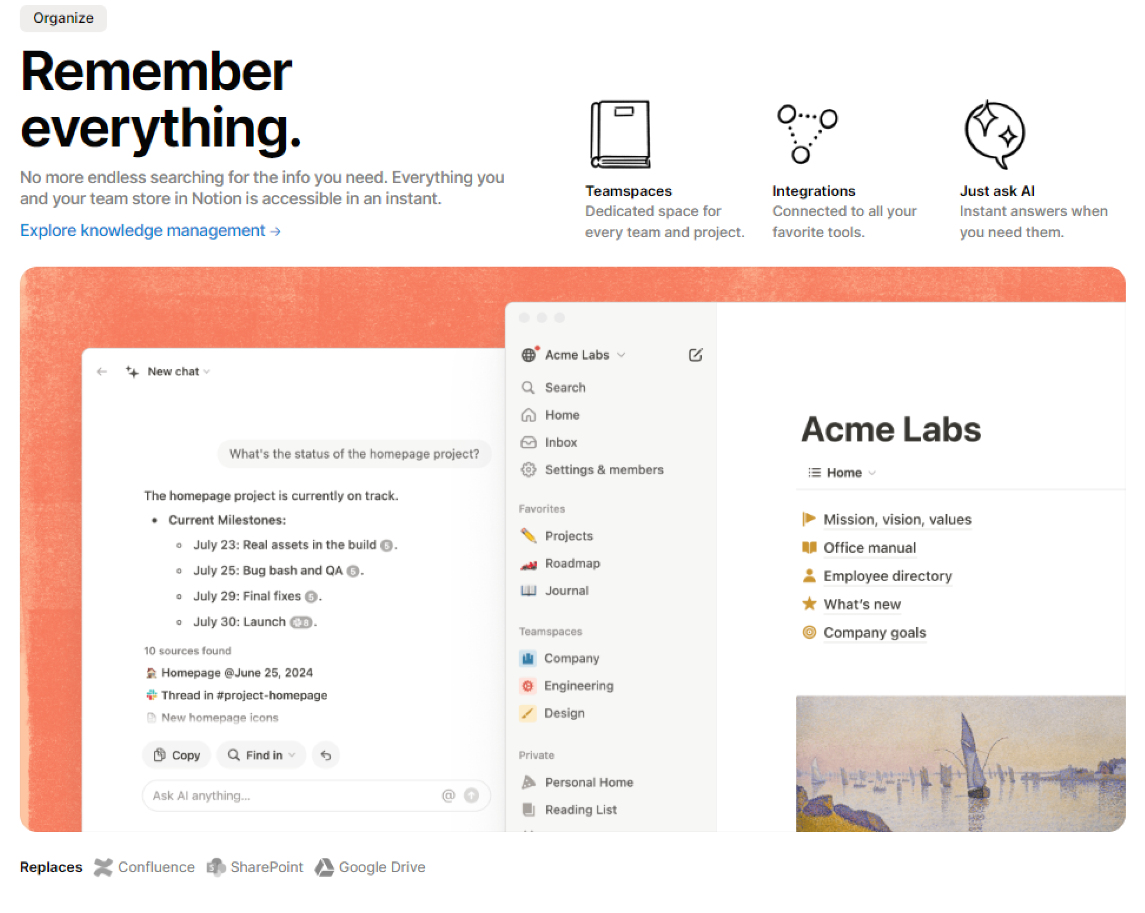 Organize
Remember
everything.
No more endless searching for the info you need. Everything you
and your team store in Notion is accessible in an instant.
Explore knowledge management →
Teamspaces
Dedicated space for
every team and project.
Integrations
Connected to all your
favorite tools.
Just ask AI
Instant answers when
you need them.
New chat
What's the status of the homepage project?
The homepage project is currently on track.
• Current Milestones:
July 23: Real assets in the build 5.
July 25: Bug bash and QA 5.
July 29: Final fixes 5.
July 30: Launch 8.
10 sources found
Homepage @June 25, 2024
Thread in #project-homepage
New homepage icons
Copy
Find in
Ask AI anything...
@
Acme Labs
Search
Home
Inbox
Settings & members
Favorites
Projects
Roadmap
Journal
Teamspaces
Company
Engineering
Design
Private
Personal Home
Reading List
Acme Labs
Home
Mission, vision, values
Office manual
Employee directory
What's new
Company goals
Replaces Confluence SharePoint Google Drive